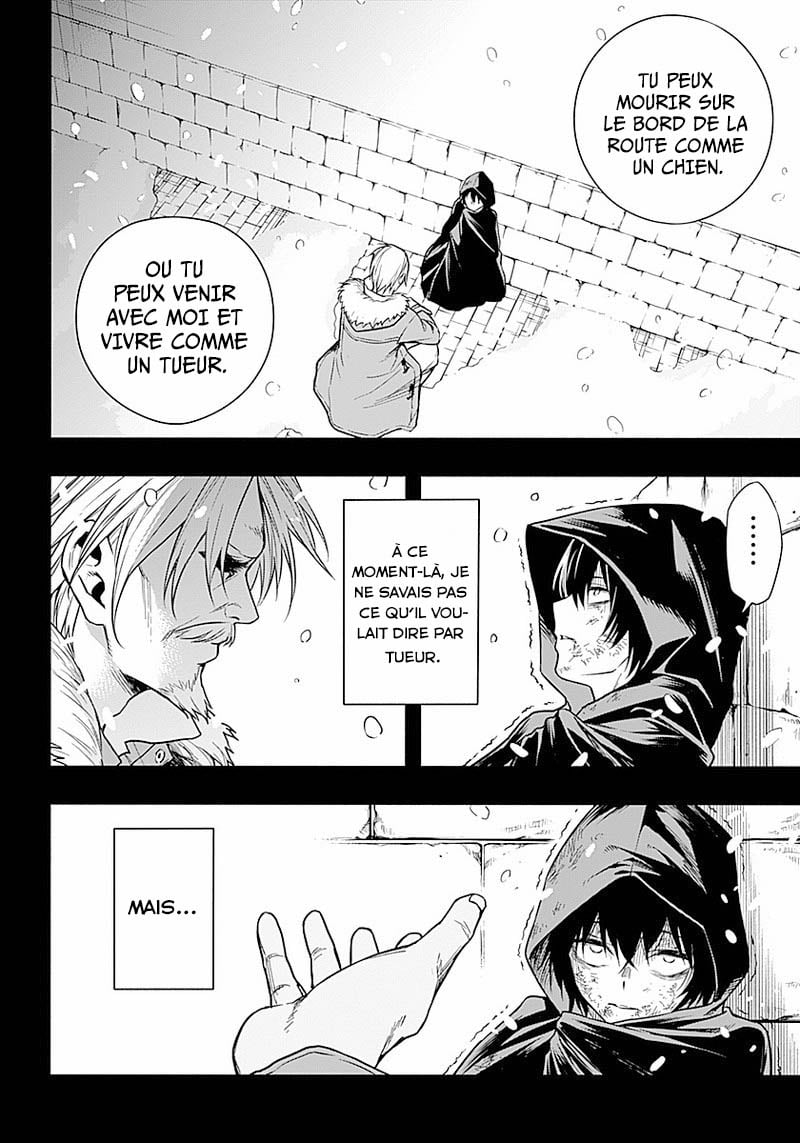 TU PEUX
MOURIR SUR
LE BORD DE LA
ROUTE COMME
UN CHIEN.
OU TU
PEUX VENIR
AVEC MOI ET
VIVRE COMME
UN TUEUR.
......
À CE
MOMENT-LÀ, JE
NE SAVAIS PAS
CE QU'IL VOU-
LAIT DIRE PAR
TUEUR.
MAIS...